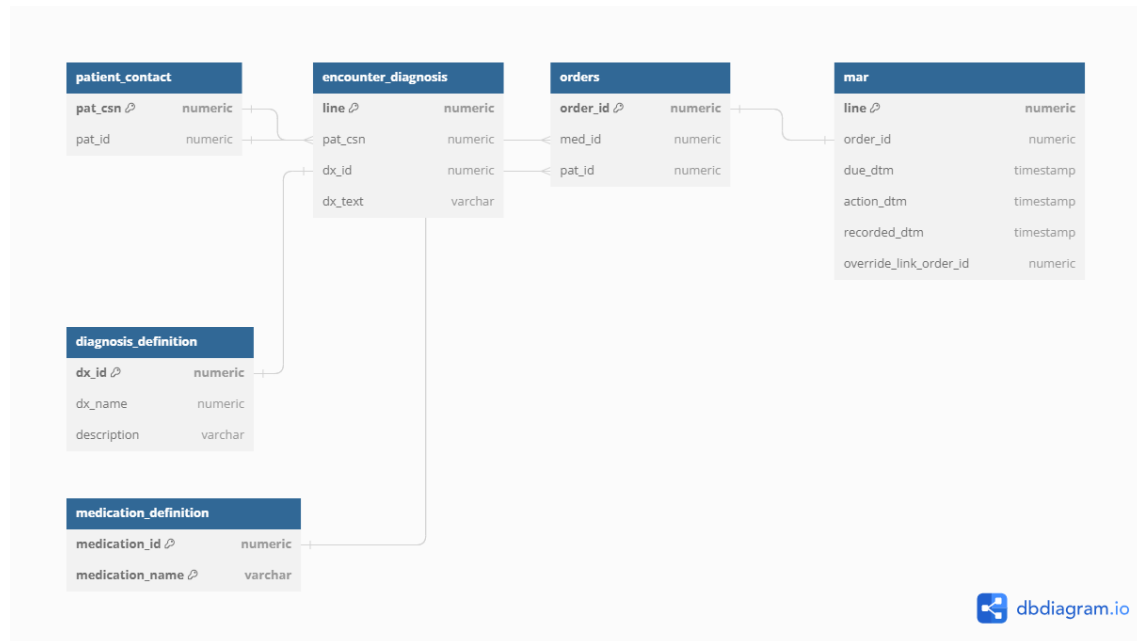 patient_contact
pat_csn numeric
pat_id numeric
encounter_diagnosis
line numeric
pat_csn numeric
dx_id numeric
dx_text varchar
orders
order_id numeric
med_id numeric
pat_id numeric
mar
line numeric
order_id numeric
due_dtm timestamp
action_dtm timestamp
recorded_dtm timestamp
override_link_order_id numeric
diagnosis_definition
dx_id numeric
dx_name numeric
description varchar
medication_definition
medication_id numeric
medication_name varchar
dbdiagram.io